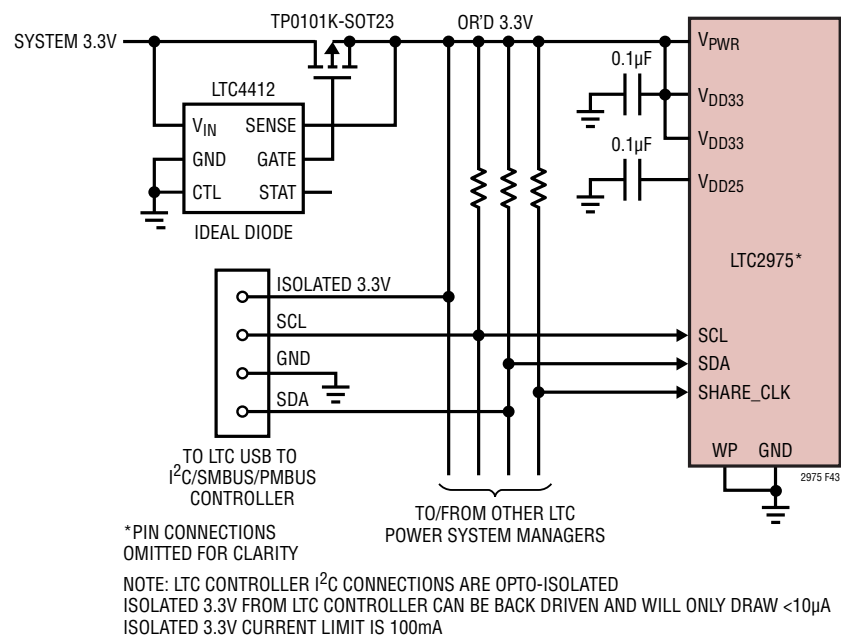 TP0101K-SOT23
OR'D 3.3V
SYSTEM 3.3V
LTC4412
VIN
SENSE
GND
GATE
CTL
STAT
IDEAL DIODE
0.1µF
0.1µF
VPWR
VDD33
VDD33
VDD25
LTC2975*
SCL
SDA
SHARE_CLK
WP
GND
2975 F43
ISOLATED 3.3V
SCL
GND
SDA
TO LTC USB TO
I²C/SMBUS/PMBUS
CONTROLLER
TO/FROM OTHER LTC
POWER SYSTEM MANAGERS
*PIN CONNECTIONS
OMITTED FOR CLARITY
NOTE: LTC CONTROLLER I²C CONNECTIONS ARE OPTO-ISOLATED
ISOLATED 3.3V FROM LTC CONTROLLER CAN BE BACK DRIVEN AND WILL ONLY DRAW <10µA
ISOLATED 3.3V CURRENT LIMIT IS 100mA